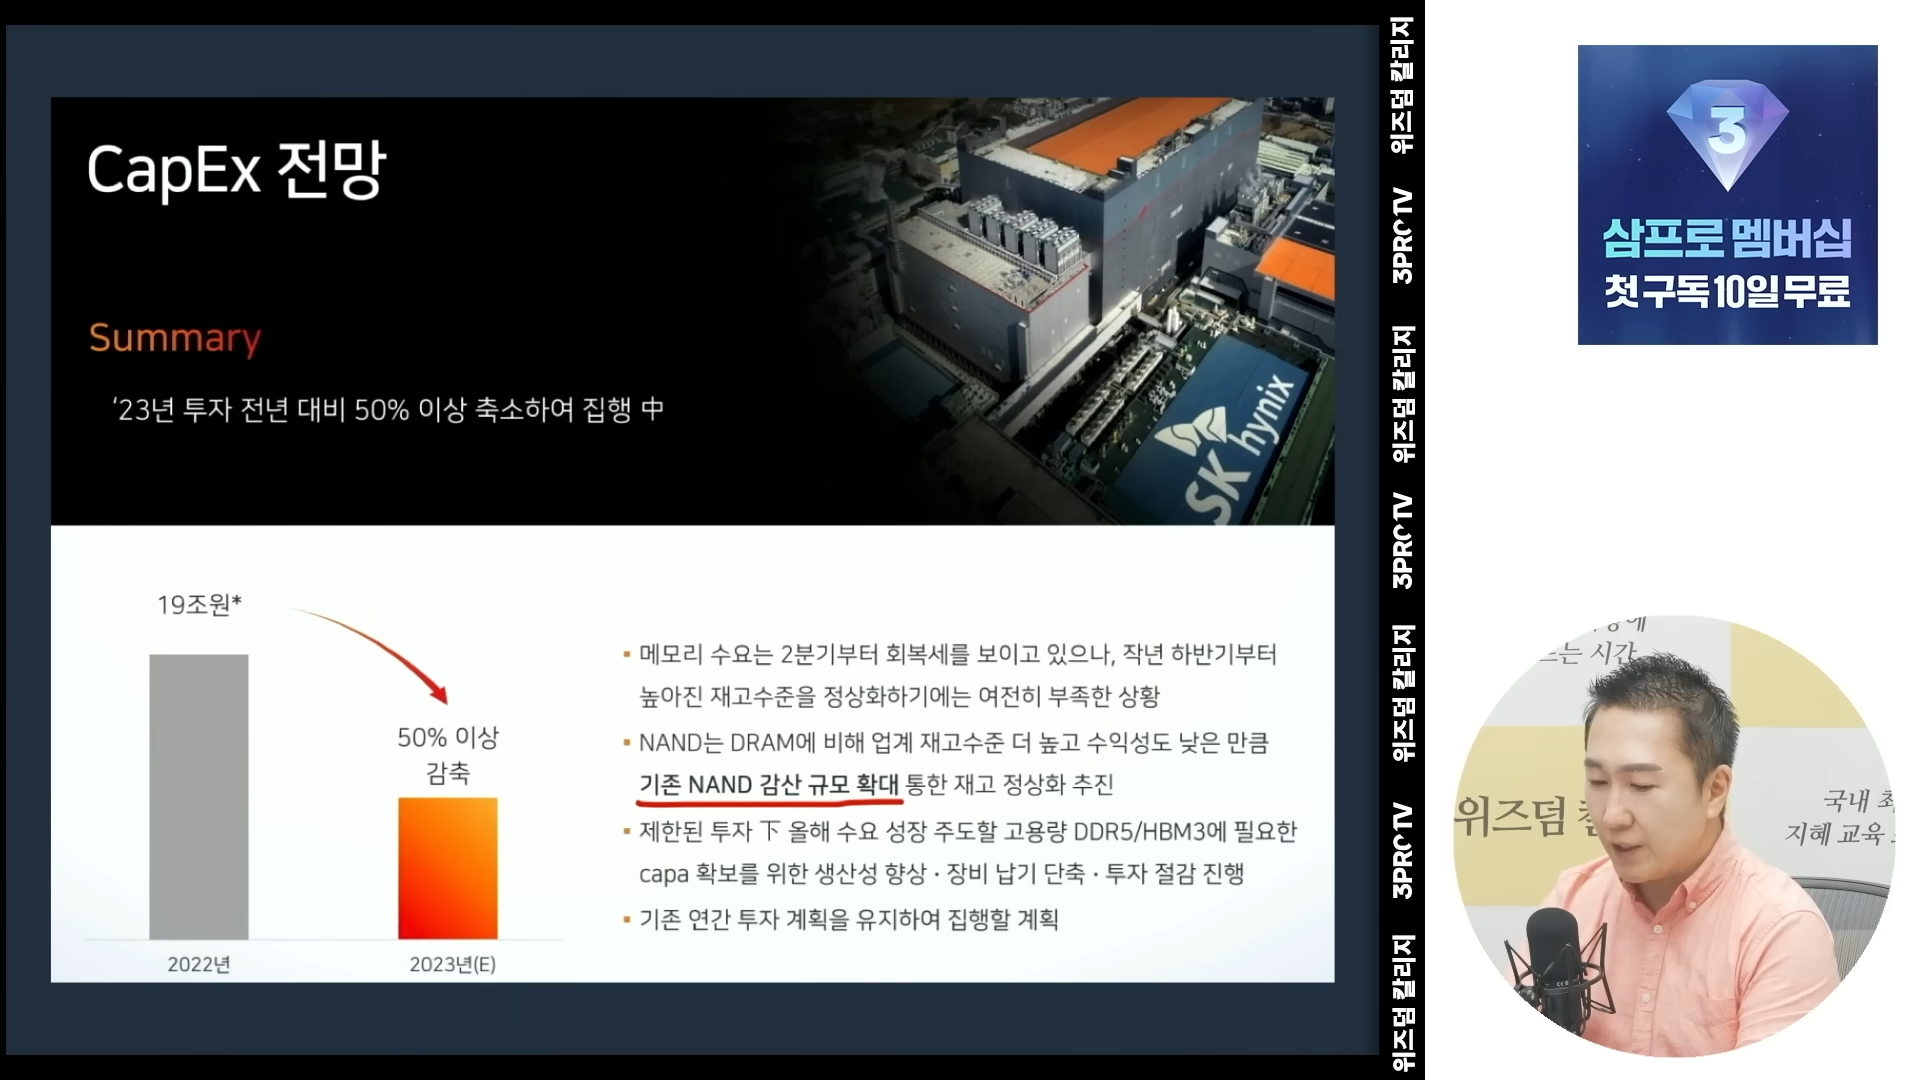 CapEx 전망
Summary
‘23년 투자 전년 대비 50% 이상 축소하여 집행 中
SK hynix
19조원*
50% 이상
감축
2022년
2023년(E)
▪ 메모리 수요는 2분기부터 회복세를 보이고 있으나, 작년 하반기부터
높아진 재고수준을 정상화하기에는 여전히 부족한 상황
▪ NAND는 DRAM에 비해 업계 재고수준 더 높고 수익성도 낮은 만큼
기존 NAND 감산 규모 확대 통한 재고 정상화 추진
▪ 제한된 투자 下 올해 수요 성장 주도할 고용량 DDR5/HBM3에 필요한
capa 확보를 위한 생산성 향상 · 장비 납기 단축 · 투자 절감 진행
▪ 기존 연간 투자 계획을 유지하여 집행할 계획
위즈덤 칼리지
3PROTV
위즈덤 칼리지
3PROTV
위즈덤 칼리지
3PROTV
위즈덤 칼리지
3
삼프로 멤버십
첫 구독 10일 무료
시간
위즈덤
국내
지혜 교육